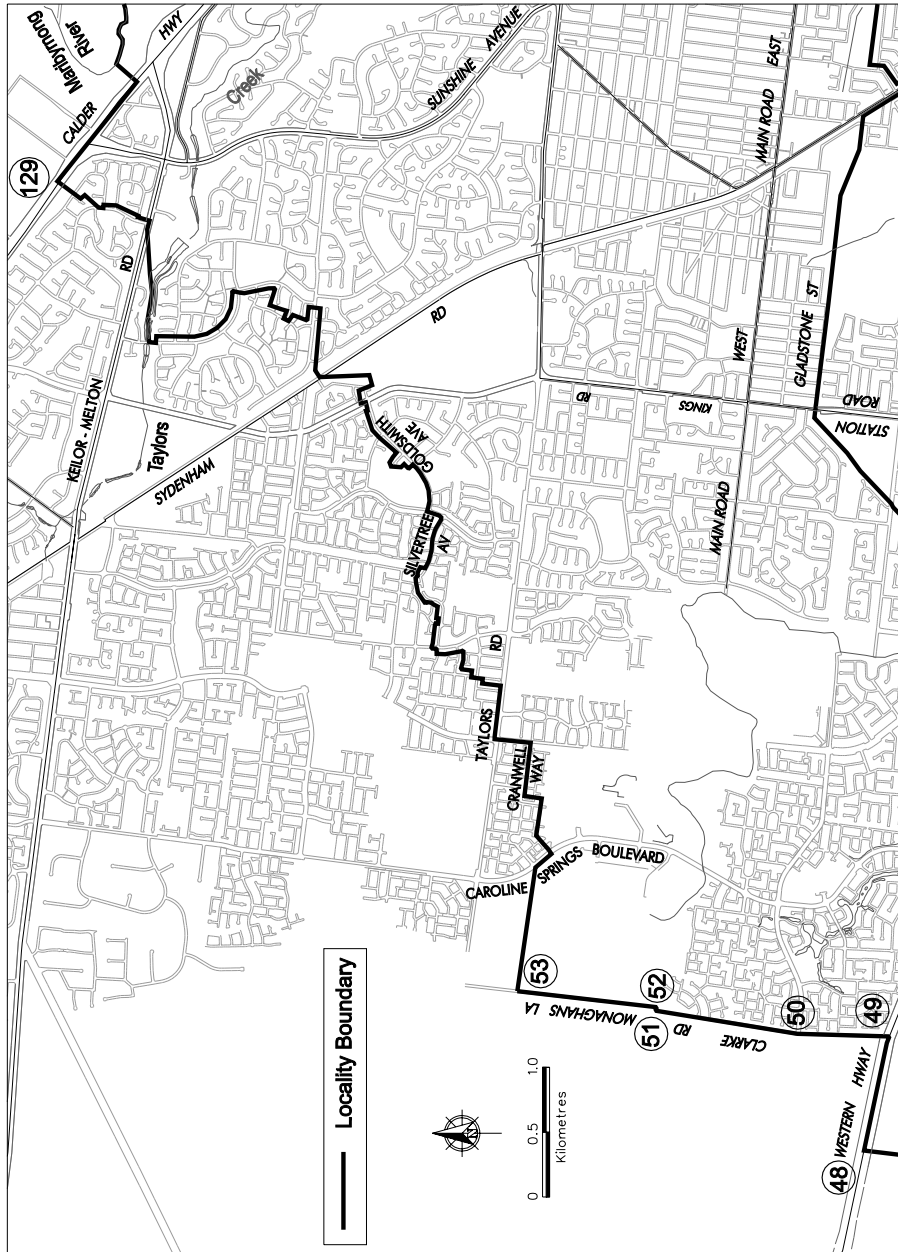 Maribymong
River
129
CALDER
HWY
Creek
SUNSHINE AVENUE
RD
KEILOR - MELTON
Taylors
SYDENHAM
RD
MAIN ROAD
EAST
GOLDSMITH
AVE
RD
KINGS
WEST
MAIN ROAD
GLADSTONE ST
STATION
ROAD
SILVERTREE
AV
TAYLORS
RD
CRANWELL
WAY
CAROLINE
SPRINGS
BOULEVARD
53
MONAGHANS LA
52
51
CLARKE
RD
50
49
48
WESTERN HWAY
Locality Boundary
N
0
0.5
1.0
Kilometres